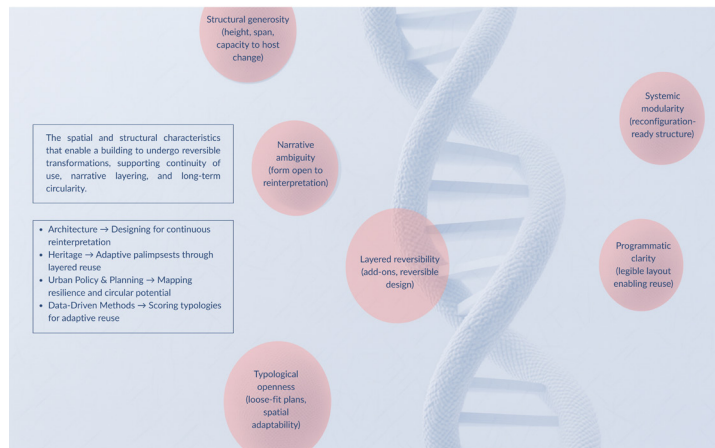 Structural generosity
(height, span,
capacity to host
change)
Systemic
modularity
(reconfiguration-
ready structure)
The spatial and structural characteristics
that enable a building to undergo reversible
transformations, supporting continuity of
use, narrative layering, and long-term
circularity.
Narrative
ambiguity
(form open to
reinterpretation)
• Architecture → Designing for continuous
reinterpretation
• Heritage → Adaptive palimpsests through
layered reuse
• Urban Policy & Planning → Mapping
resilience and circular potential
• Data-Driven Methods → Scoring typologies
for adaptive reuse
Layered reversibility
(add-ons, reversible
design)
Programmatic
clarity
(legible layout
enabling reuse)
Typological
openness
(loose-fit plans,
spatial
adaptability)